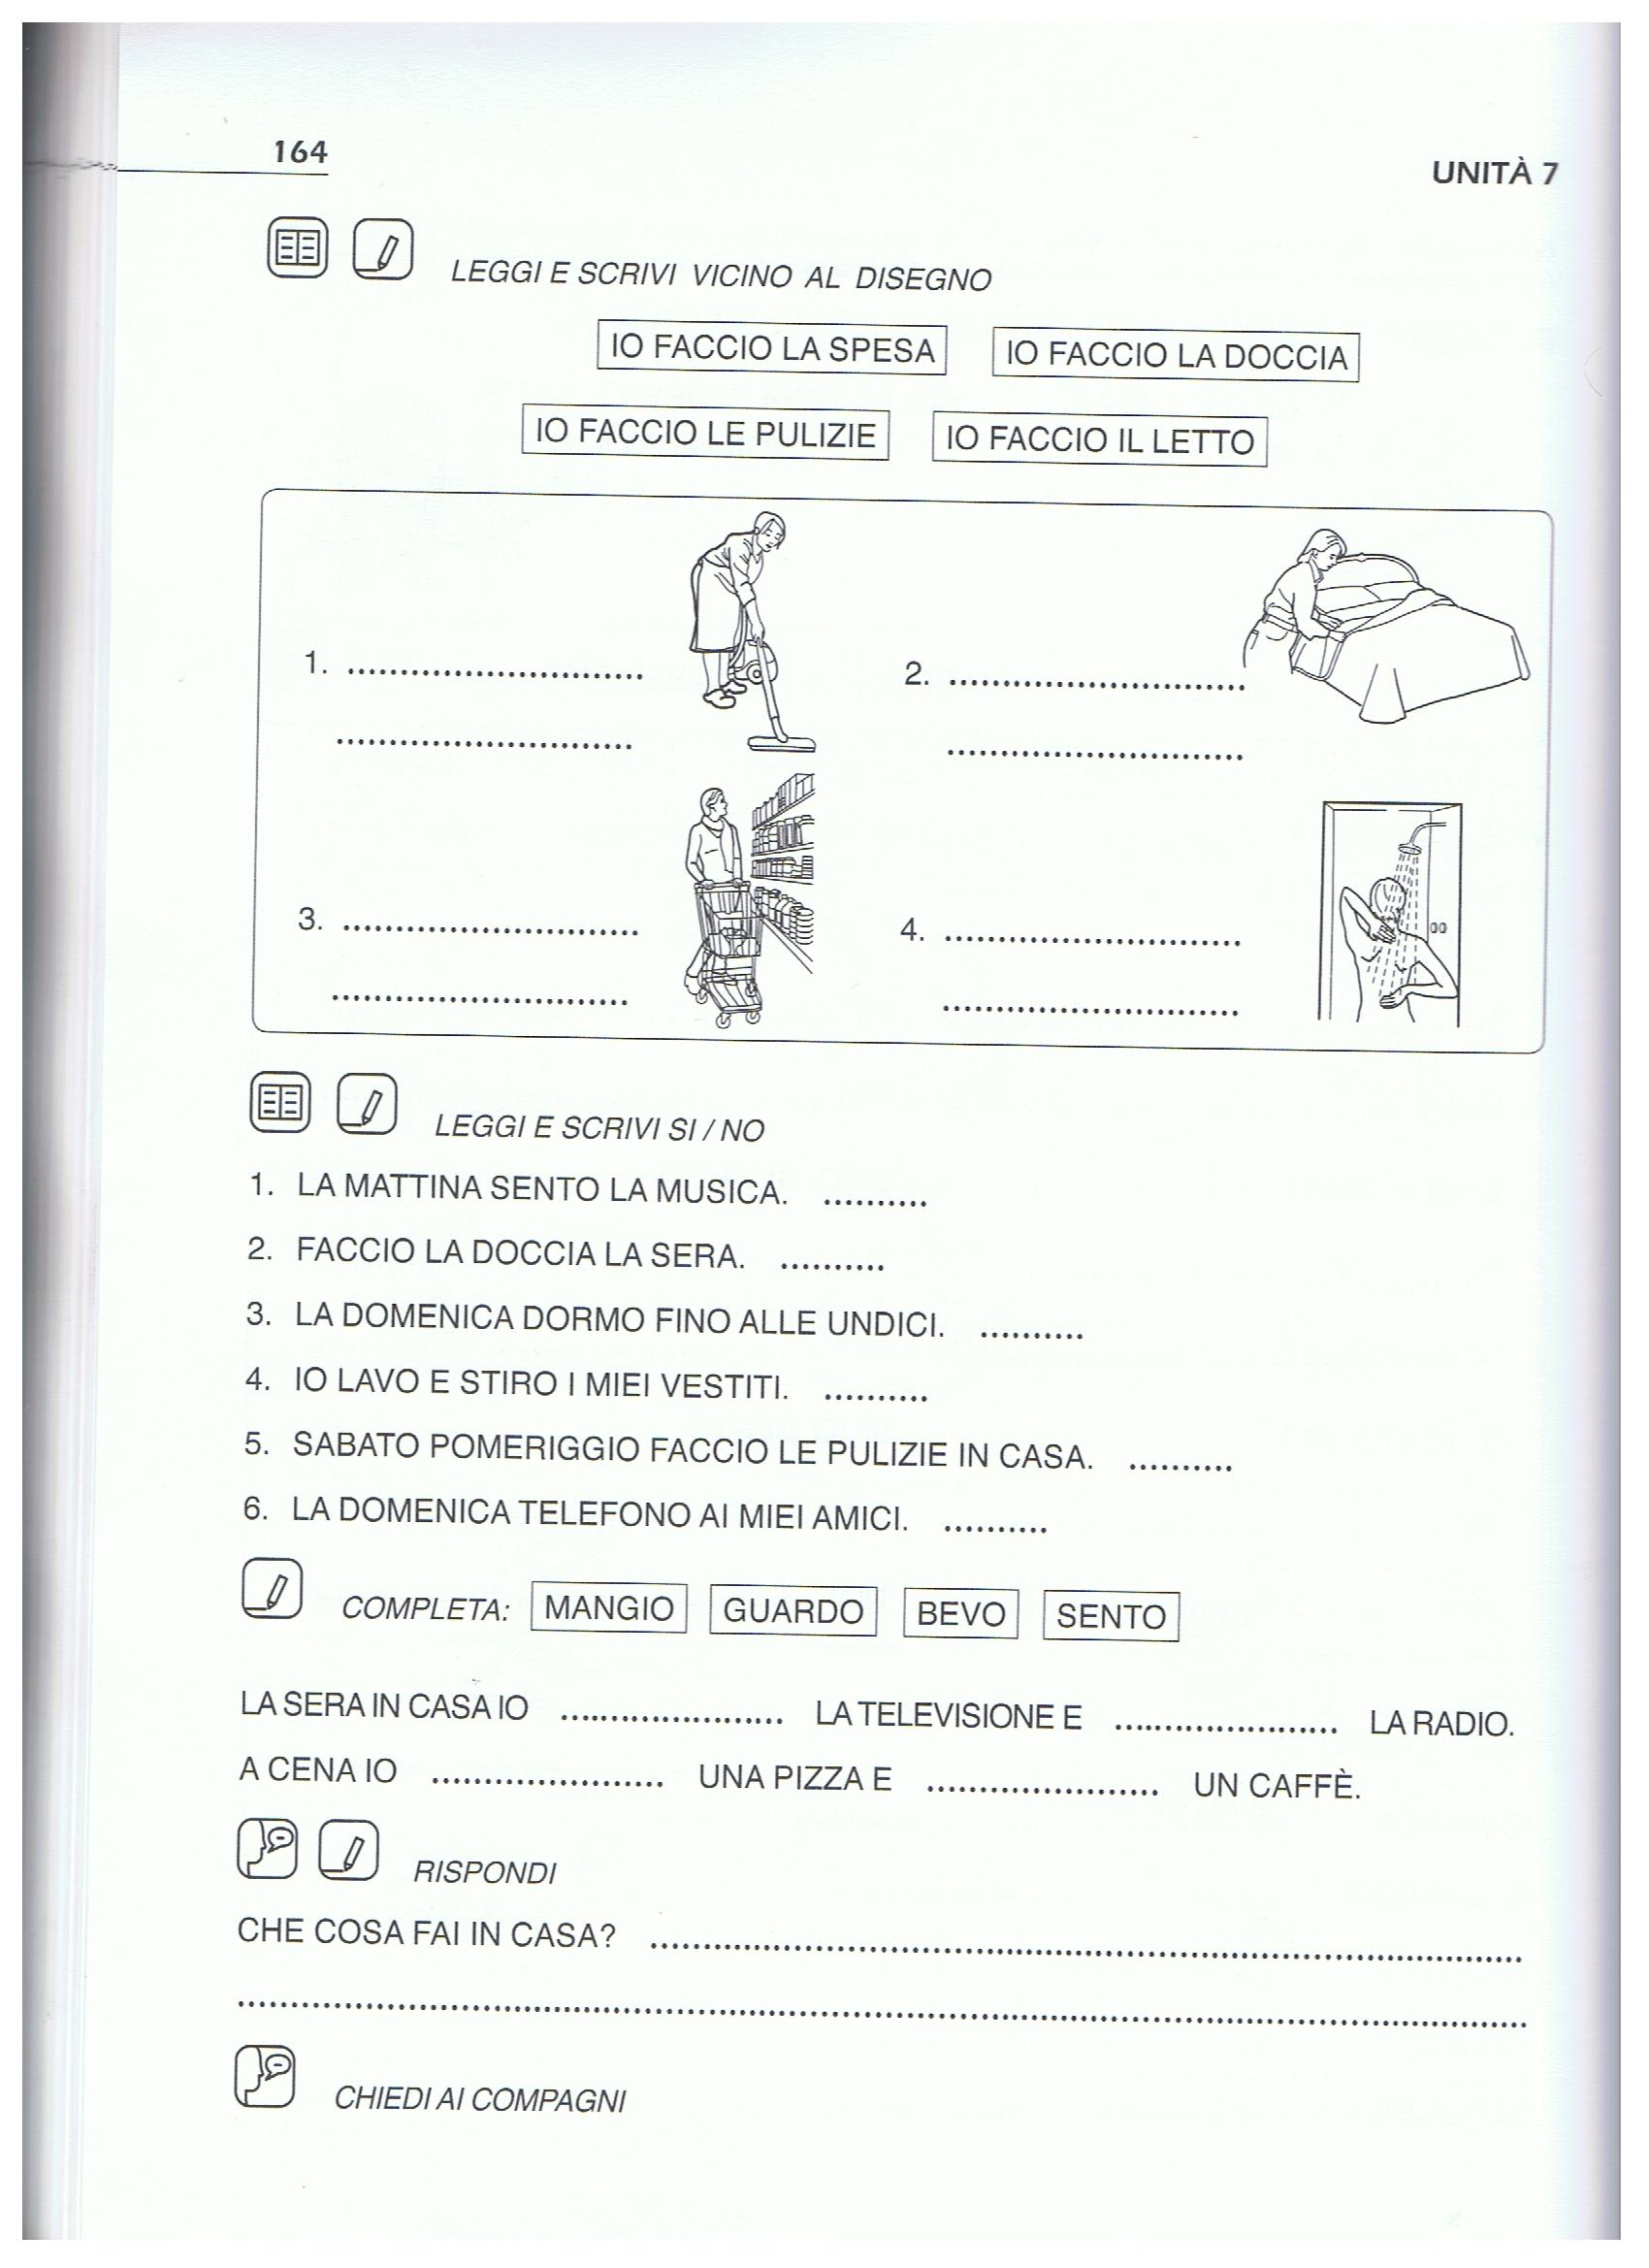 164
UNITÀ 7
LEGGI E SCRIVI VICINO AL DISEGNO
IO FACCIO LA SPESA IO FACCIO LA DOCCIA
IO FACCIO LE PULIZIE IO FACCIO IL LETTO
1. ............................ 2. ............................
............................ ............................
3. ............................ 4. ............................
............................ ............................
LEGGI E SCRIVI SI / NO
1. LA MATTINA SENTO LA MUSICA. ..........
2. FACCIO LA DOCCIA LA SERA. ..........
3. LA DOMENICA DORMO FINO ALLE UNDICI. ..........
4. IO LAVO E STIRO I MIEI VESTITI. ..........
5. SABATO POMERIGGIO FACCIO LE PULIZIE IN CASA. ..........
6. LA DOMENICA TELEFONO AI MIEI AMICI. ..........
COMPLETA: MANGIO GUARDO BEVO SENTO
LA SERA IN CASA IO ...................... LA TELEVISIONE E ...................... LA RADIO.
A CENA IO ...................... UNA PIZZA E ...................... UN CAFFÈ.
RISPONDI
CHE COSA FAI IN CASA? ....................................................................................
............................................................................................................................
CHIEDI AI COMPAGNI